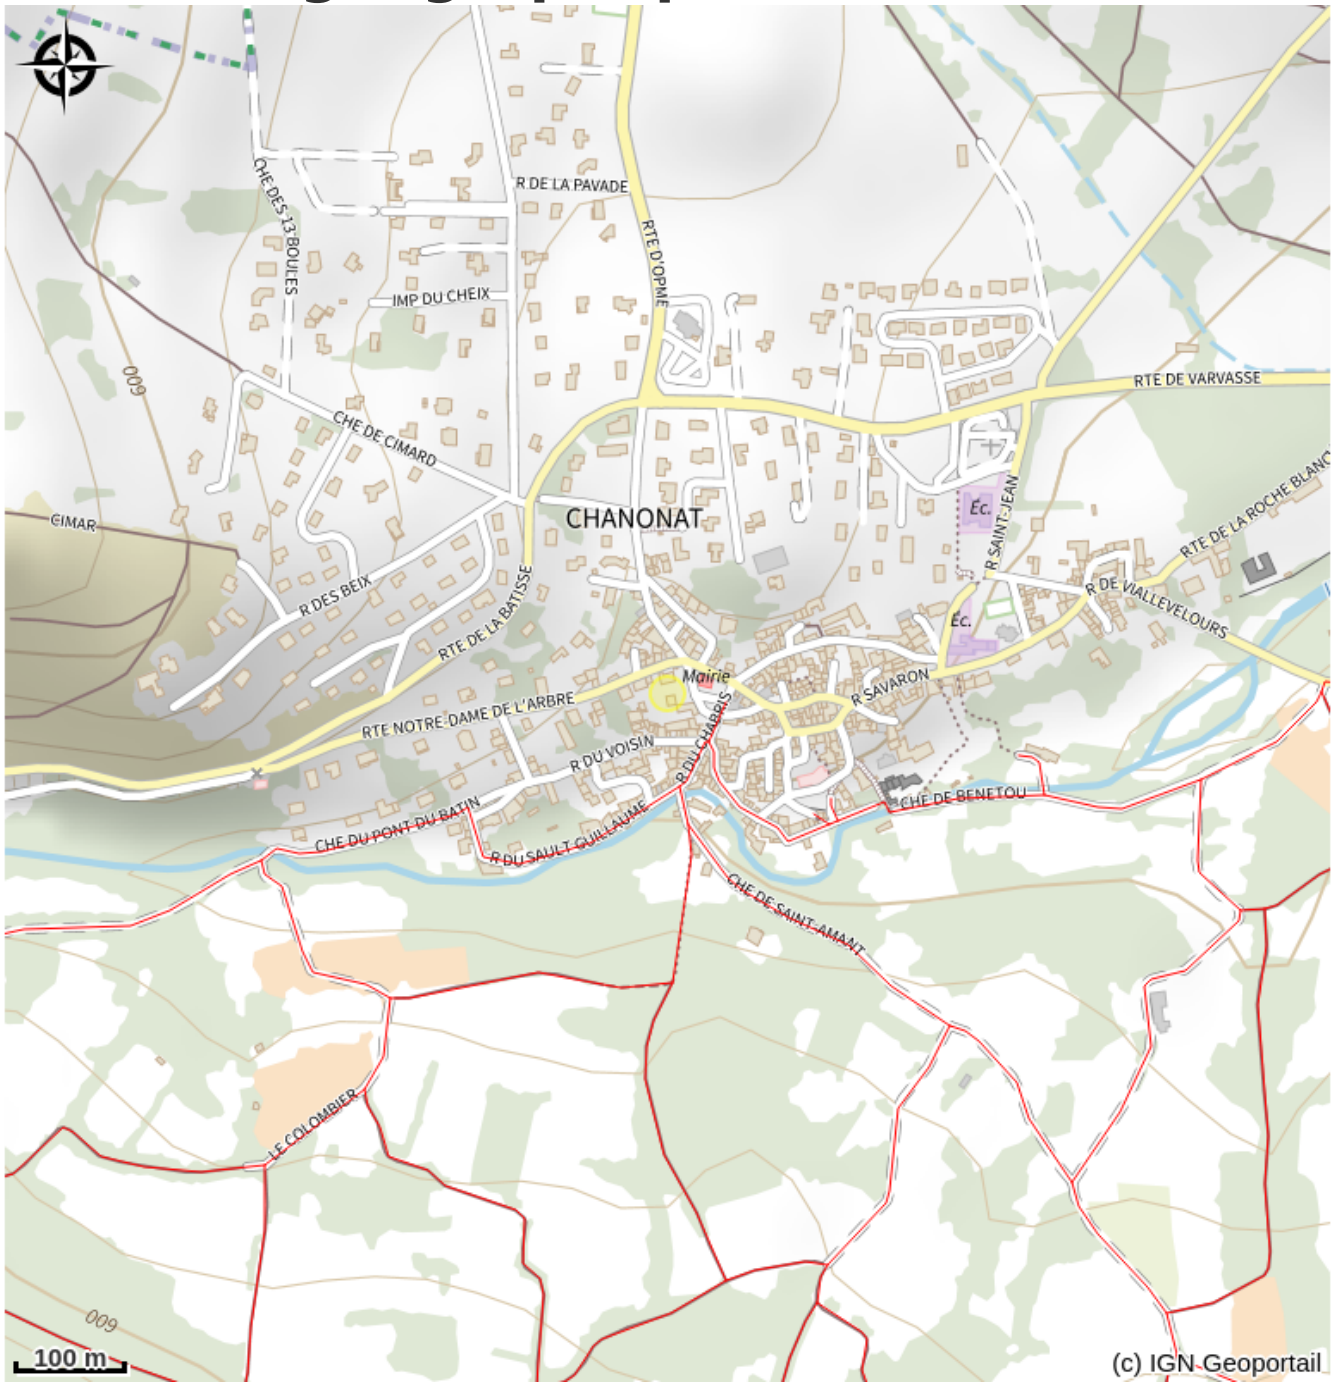 R DE LA PAVADE
CHE DES 13 BOULES
RTE D'OPME
IMP DU CHEIX
RTE DE VARVASSE
600
CHE DE CIMARD
CIMAR
CHANONAT
Éc.
R SAINT-JEAN
RTE DE LA ROCHE BLANC
R DES BEIX
RTE DE LA BATISSE
R DE VIALLEVELOURS
Éc.
Mairie
RTE NOTRE-DAME DE L'ARBRE
R SAVARON
R DU CHABRIS
R DU VOISIN
CHE DE BENETOU
CHE DU PONT DU BATIN
R DU SAULT GUILLAUME
CHE DE SAINT-AMANT
LE COLOMBIER
600
100 m
(c) IGN Geoportail